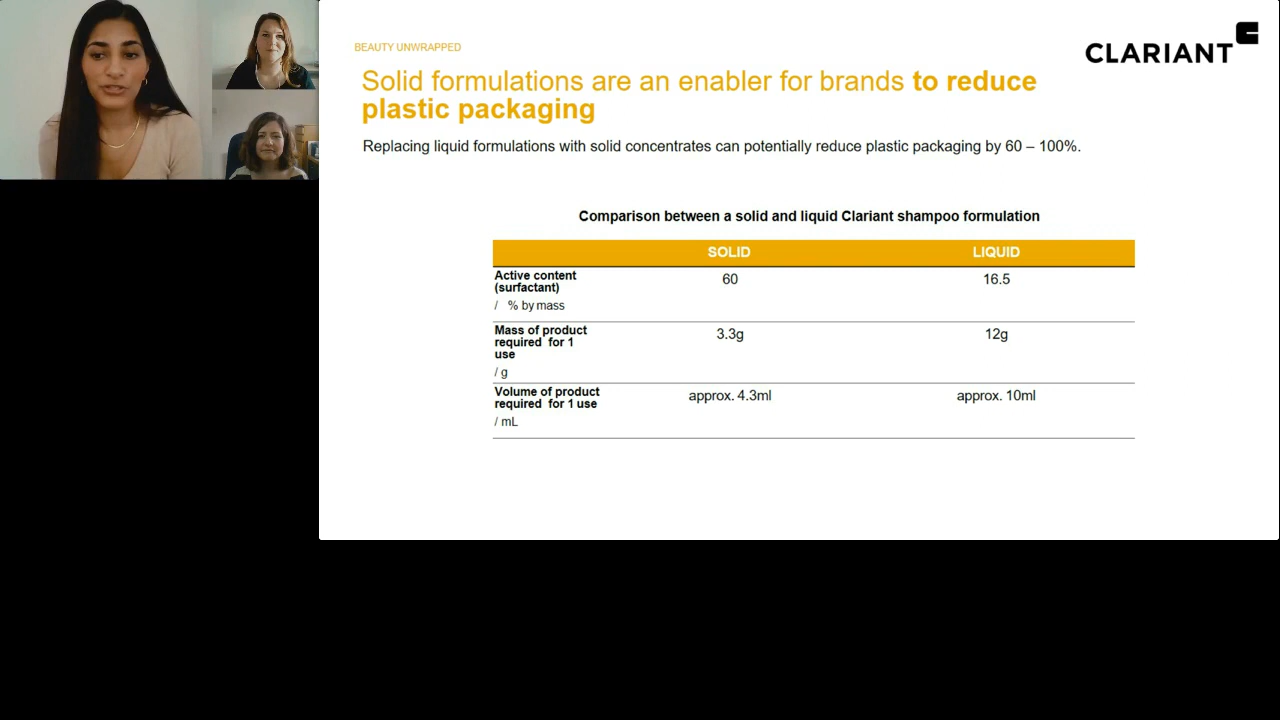 BEAUTY UNWRAPPED
CLARIANT
Solid formulations are an enabler for brands to reduce
plastic packaging
Replacing liquid formulations with solid concentrates can potentially reduce plastic packaging by 60 – 100%.
Comparison between a solid and liquid Clariant shampoo formulation
SOLID LIQUID
Active content
(surfactant)
/ % by mass
60 16.5
Mass of product
required for 1
use
/ g
3.3g 12g
Volume of product
required for 1 use
/ mL
approx. 4.3ml approx. 10ml